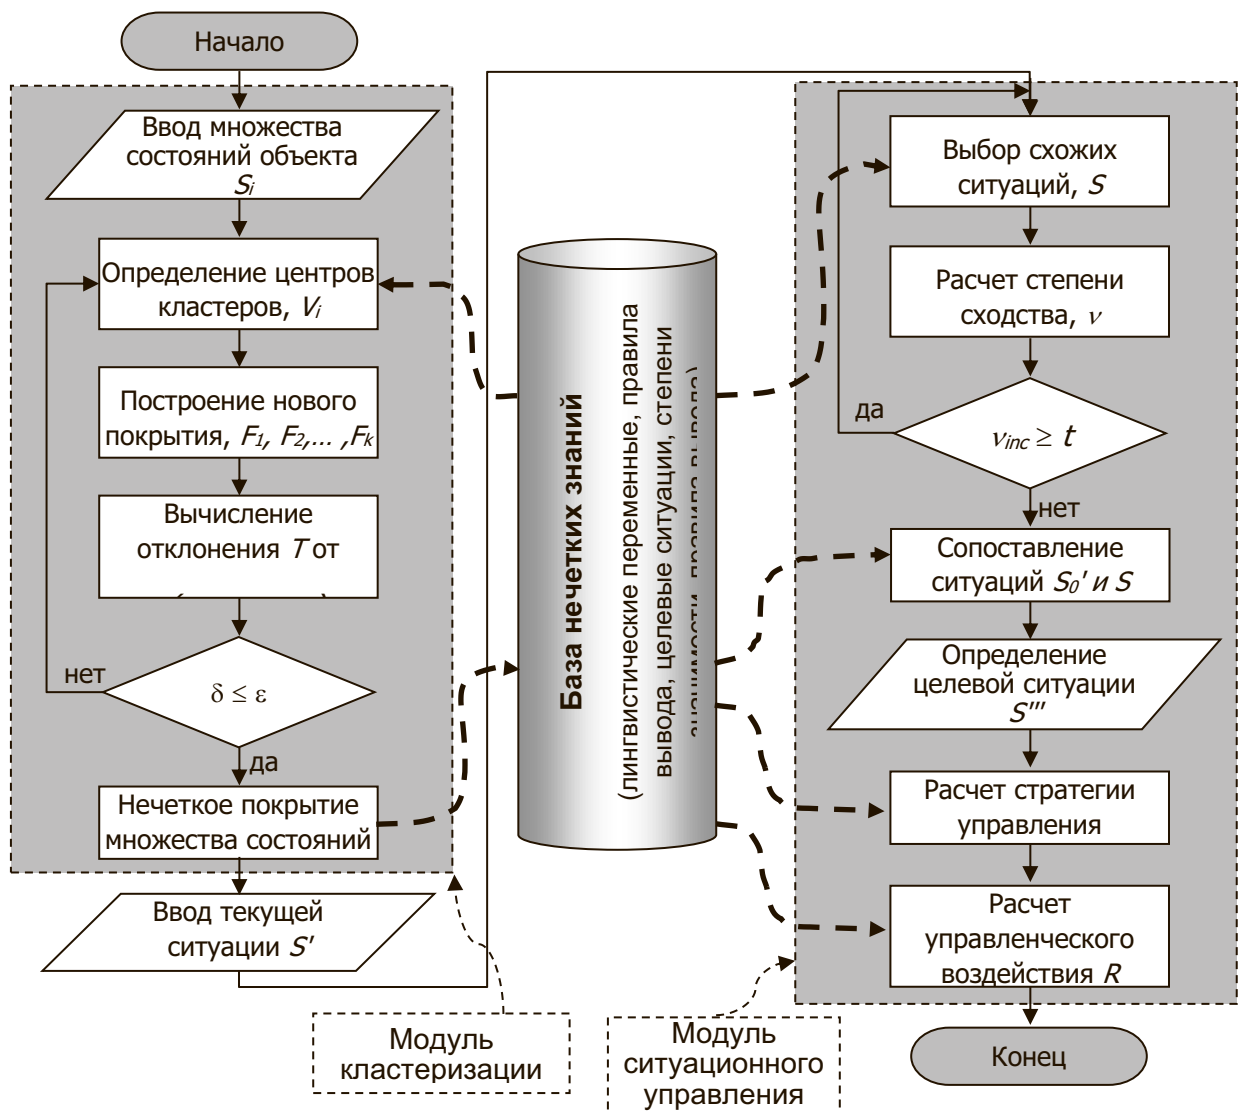 Начало
Ввод множества
состояний объекта
Si
Определение центров
кластеров, Vi
Построение нового
покрытия, F1, F2,... ,Fk
Вычисление
отклонения T от
нет
δ ≤ ε
да
Нечеткое покрытие
множества состояний
Ввод текущей
ситуации S'
Модуль
кластеризации
База нечетких знаний
(лингвистические переменные, правила
вывода, целевые ситуации, степени
значимости, правила вывода)
Выбор схожих
ситуаций, S
Расчет степени
сходства, ν
да
νinc ≥ t
нет
Сопоставление
ситуаций S0' и S
Определение
целевой ситуации
S'''
Расчет стратегии
управления
Расчет
управленческого
воздействия R
Модуль
ситуационного
управления
Конец